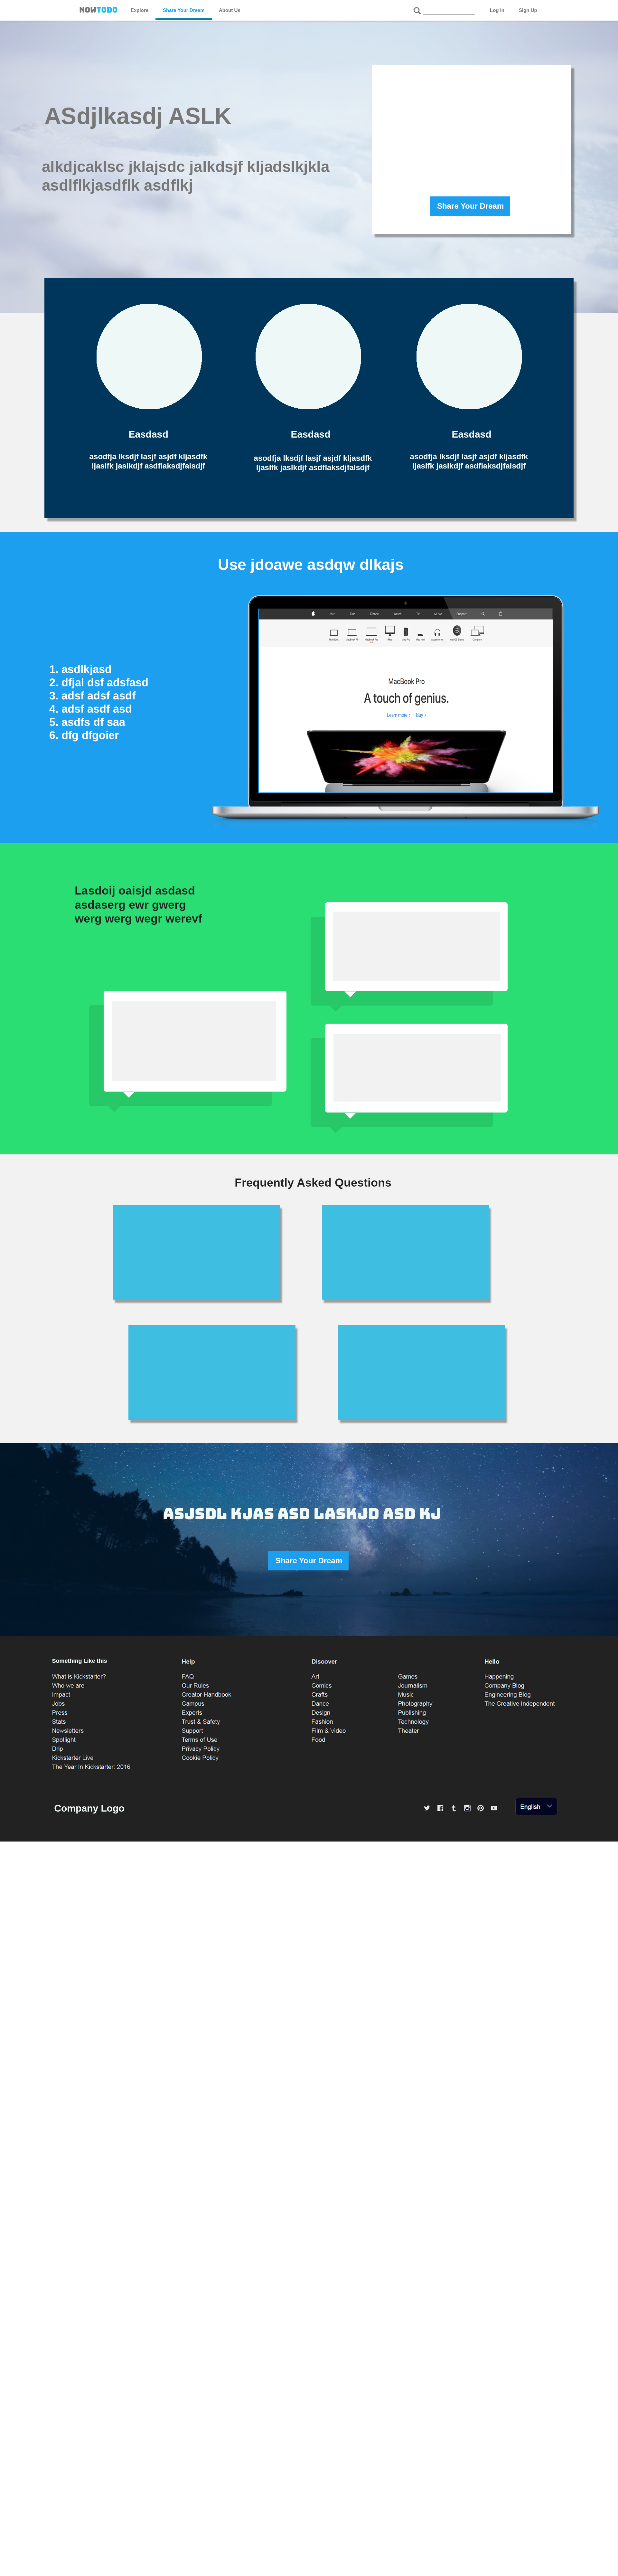 NOWTODO Explore Share Your Dream About Us Log In Sign Up
ASdjlkasdj ASLK
alkdjcaklsc jklajsdc jalkdsjf kljadslkjkla
asdlflkjasdflk asdflkj
Share Your Dream
Easdasd
asodfja lksdjf lasjf asjdf kljasdfk
ljaslfk jaslkdjf asdflaksdjfalsdjf
Easdasd
asodfja lksdjf lasjf asjdf kljasdfk
ljaslfk jaslkdjf asdflaksdjfalsdjf
Easdasd
asodfja lksdjf lasjf asjdf kljasdfk
ljaslfk jaslkdjf asdflaksdjfalsdjf
Use jdoawe asdqw dlkajs
1. asdlkjasd
2. dfjal dsf adsfasd
3. adsf adsf asdf
4. adsf asdf asd
5. asdfs df saa
6. dfg dfgoier
Mac iPad iPhone Watch TV Music Support
MacBook Pro
A touch of genius.
Learn more Buy
Lasdoij oaisjd asdasd
asdaserg ewr gwerg
werg werg wegr werevf
Frequently Asked Questions
ASJSDL KJAS ASD LASKJD ASD KJ
Share Your Dream
Something Like this
What is Kickstarter?
Who we are
Impact
Jobs
Press
Stats
Newsletters
Spotlight
Drip
Kickstarter Live
The Year In Kickstarter: 2016
Help
FAQ
Our Rules
Creator Handbook
Campus
Experts
Trust & Safety
Support
Terms of Use
Privacy Policy
Cookie Policy
Discover
Art
Comics
Crafts
Dance
Design
Fashion
Film & Video
Food
Games
Journalism
Music
Photography
Publishing
Technology
Theater
Hello
Happening
Company Blog
Engineering Blog
The Creative Independent
Company Logo
English